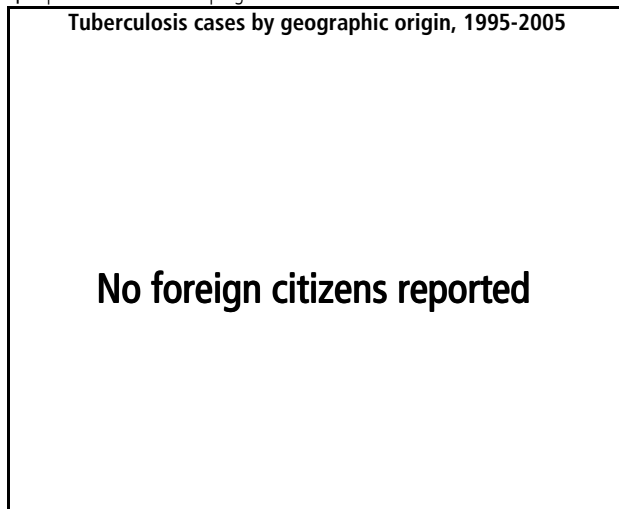 Tuberculosis cases by geographic origin, 1995-2005
No foreign citizens reported